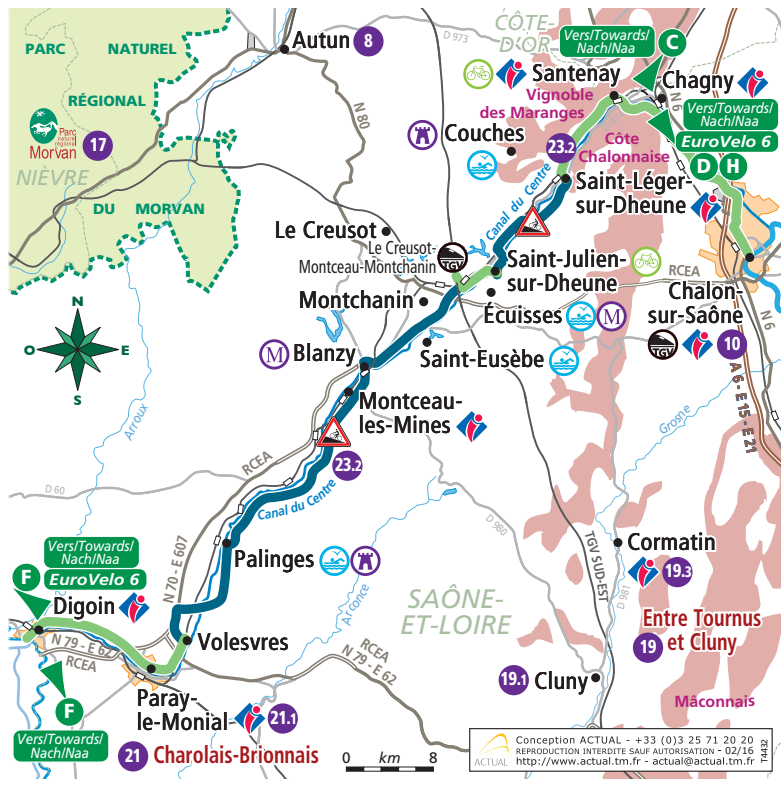 CÔTE-
D'OR
PARC NATUREL
RÉGIONAL
DU MORVAN
Parc
naturel
régional
Morvan
17
NIÈVRE
Autun 8
D 973
N 80
Vers/Towards/
Nach/Naa
C
Santenay
Chagny
N 6
Vignoble
des Maranges
Vers/Towards/
Nach/Naa
EuroVelo 6
D H
Couches
23.2
Côte
Chalonnaise
Canal du Centre
Saint-Léger-
sur-Dheune
Le Creusot
Le Creusot-
Montceau-Montchanin
TGV
Saint-Julien-
sur-Dheune
RCEA
Montchanin
Écuisses
M
Chalon-
sur-Saône
TGV
10
N 6
A 6 - E 15 - E 21
N
O E
S
M
Blanzy
Saint-Eusèbe
Montceau-
les-Mines
Arroux
Grosne
RCEA
23.2
D 60
Canal du Centre
D 980
TGV SUD-EST
Cormatin
19.3
D 981
N 70 - E 607
Palinges
Arconce
Vers/Towards/
Nach/Naa
F
EuroVelo 6
Digoin
SAÔNE-
ET-LOIRE
Entre Tournus
et Cluny
19
Volesvres
N 79 - E 62
RCEA
RCEA
N 79 - E 62
19.1 Cluny
F
Paray-
le-Monial
21.1
Mâconnais
Vers/Towards/
Nach/Naa
21 Charolais-Brionnais
0 km 8
ACTUAL
Conception ACTUAL - +33 (0)3 25 71 20 20
REPRODUCTION INTERDITE SAUF AUTORISATION - 02/16
http://www.actual.tm.fr - actual@actual.tm.fr
T4432